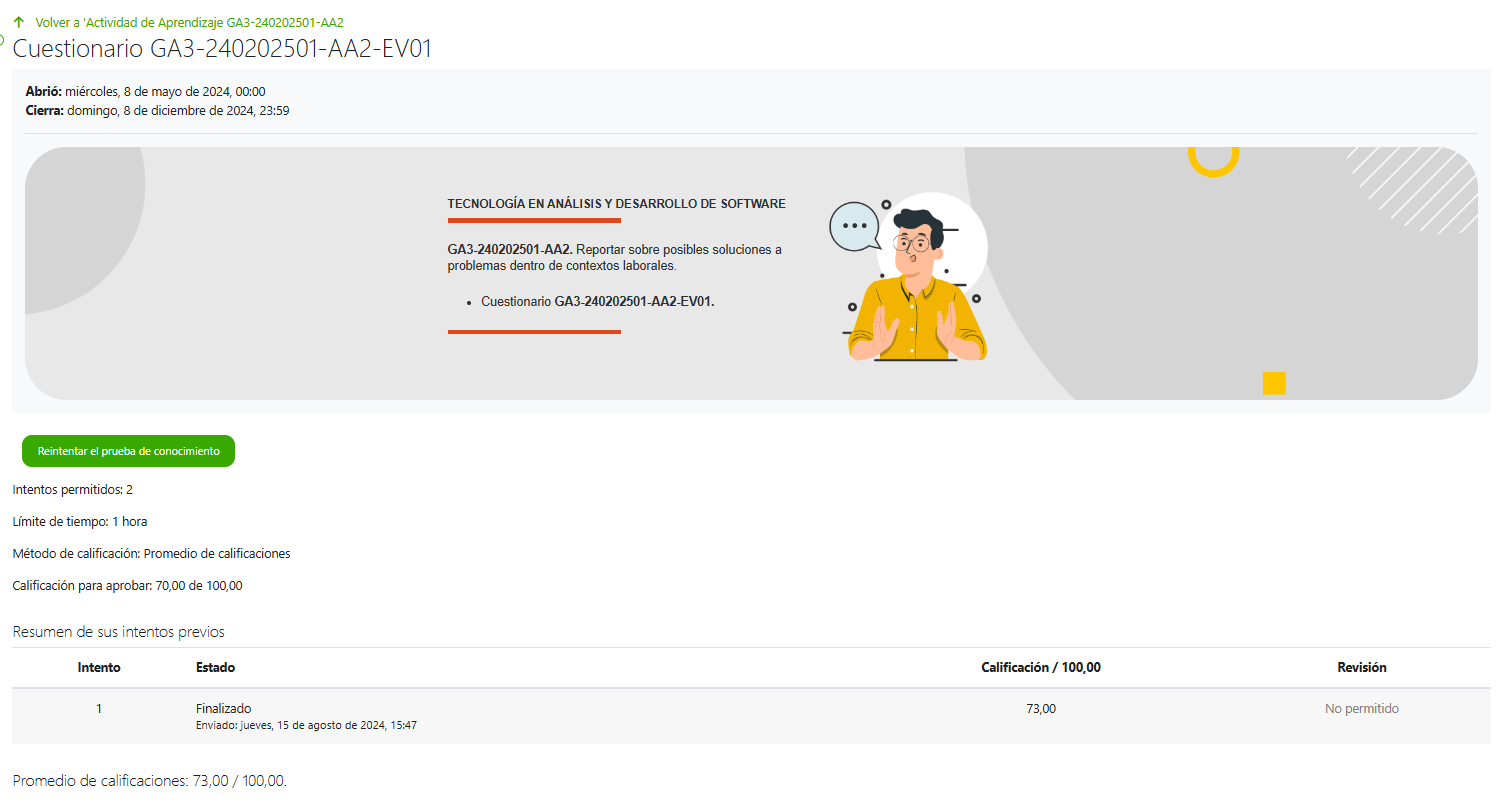 Volver a 'Actividad de Aprendizaje GA3-240202501-AA2
Cuestionario GA3-240202501-AA2-EV01
Abrió: miércoles, 8 de mayo de 2024, 00:00
Cierra: domingo, 8 de diciembre de 2024, 23:59
TECNOLOGÍA EN ANÁLISIS Y DESARROLLO DE SOFTWARE
GA3-240202501-AA2. Reportar sobre posibles soluciones a
problemas dentro de contextos laborales.
• Cuestionario GA3-240202501-AA2-EV01.
Reintentar el prueba de conocimiento
Intentos permitidos: 2
Límite de tiempo: 1 hora
Método de calificación: Promedio de calificaciones
Calificación para aprobar: 70,00 de 100,00
Resumen de sus intentos previos
Intento Estado Calificación / 100,00 Revisión
1 Finalizado 73,00 No permitido
Enviado: jueves, 15 de agosto de 2024, 15:47
Promedio de calificaciones: 73,00 / 100,00.